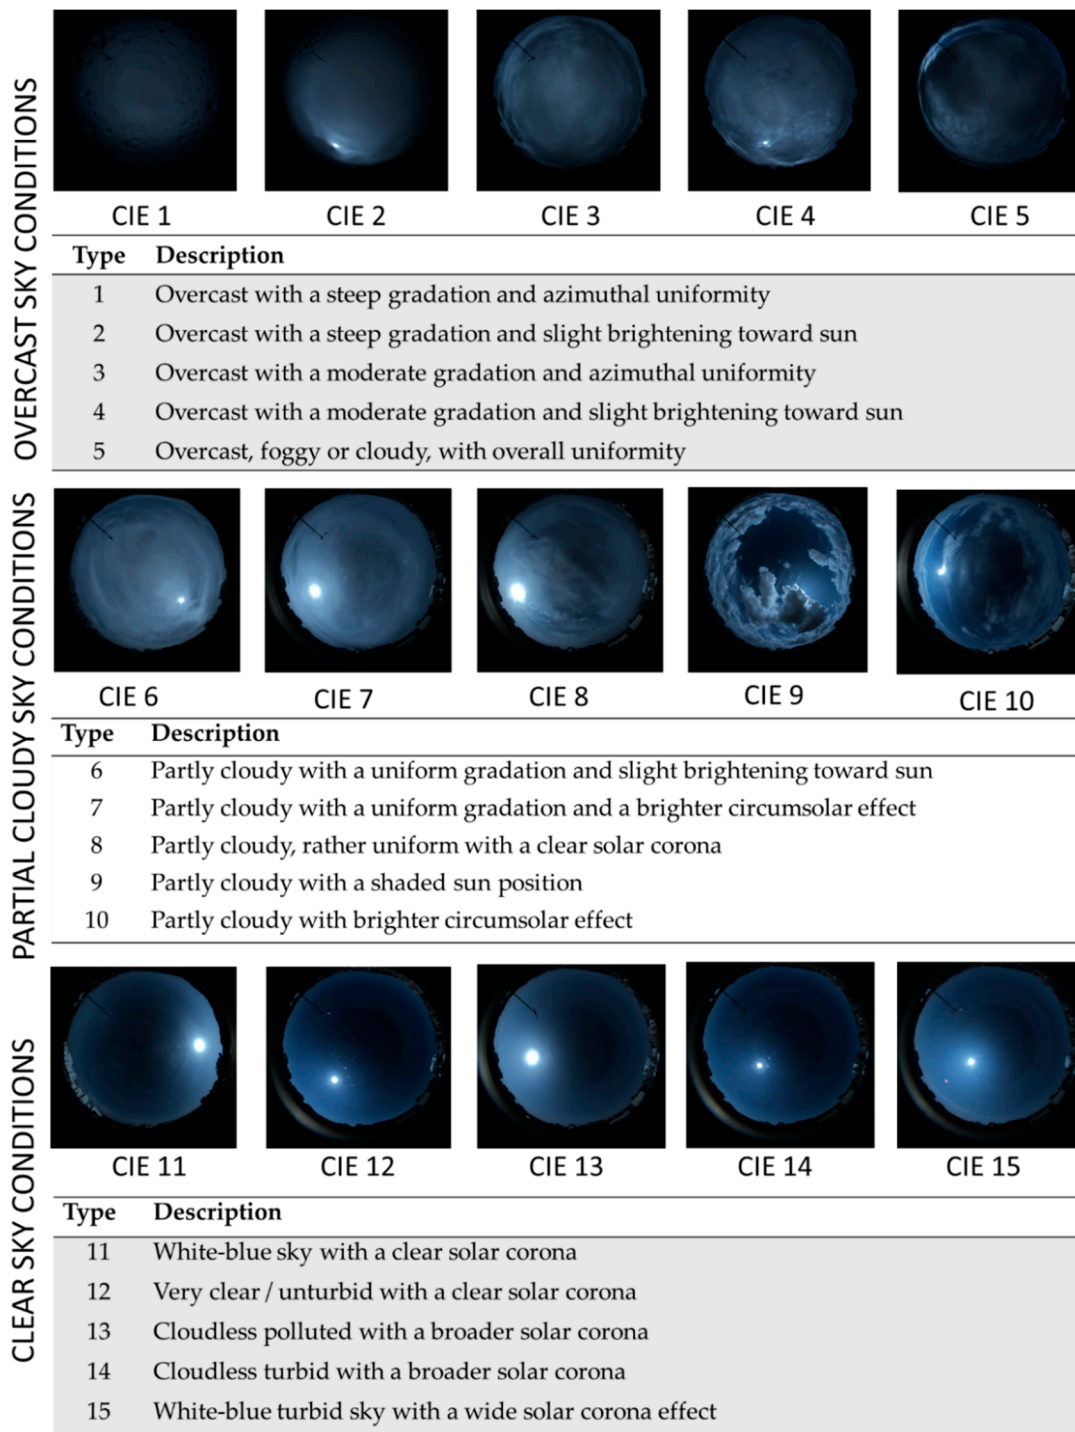 OVERCAST SKY CONDITIONS
CIE 1 CIE 2 CIE 3 CIE 4 CIE 5
Type Description
1 Overcast with a steep gradation and azimuthal uniformity
2 Overcast with a steep gradation and slight brightening toward sun
3 Overcast with a moderate gradation and azimuthal uniformity
4 Overcast with a moderate gradation and slight brightening toward sun
5 Overcast, foggy or cloudy, with overall uniformity
PARTIAL CLOUDY SKY CONDITIONS
CIE 6 CIE 7 CIE 8 CIE 9 CIE 10
Type Description
6 Partly cloudy with a uniform gradation and slight brightening toward sun
7 Partly cloudy with a uniform gradation and a brighter circumsolar effect
8 Partly cloudy, rather uniform with a clear solar corona
9 Partly cloudy with a shaded sun position
10 Partly cloudy with brighter circumsolar effect
CLEAR SKY CONDITIONS
CIE 11 CIE 12 CIE 13 CIE 14 CIE 15
Type Description
11 White-blue sky with a clear solar corona
12 Very clear / unturbid with a clear solar corona
13 Cloudless polluted with a broader solar corona
14 Cloudless turbid with a broader solar corona
15 White-blue turbid sky with a wide solar corona effect